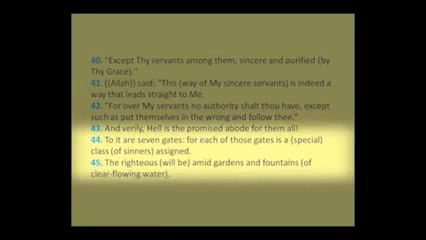 40. "Except Thy servants among them, sincere and purified (by
Thy Grace)."
41. ((Allah)) said: "This (way of My sincere servants) is indeed a
way that leads straight to Me.
42. "For over My servants no authority shalt thou have, except
such as put themselves in the wrong and follow thee."
43. And verily, Hell is the promised abode for them all!
44. To it are seven gates: for each of those gates is a (special)
class (of sinners) assigned.
45. The righteous (will be) amid gardens and fountains (of
clear-flowing water).